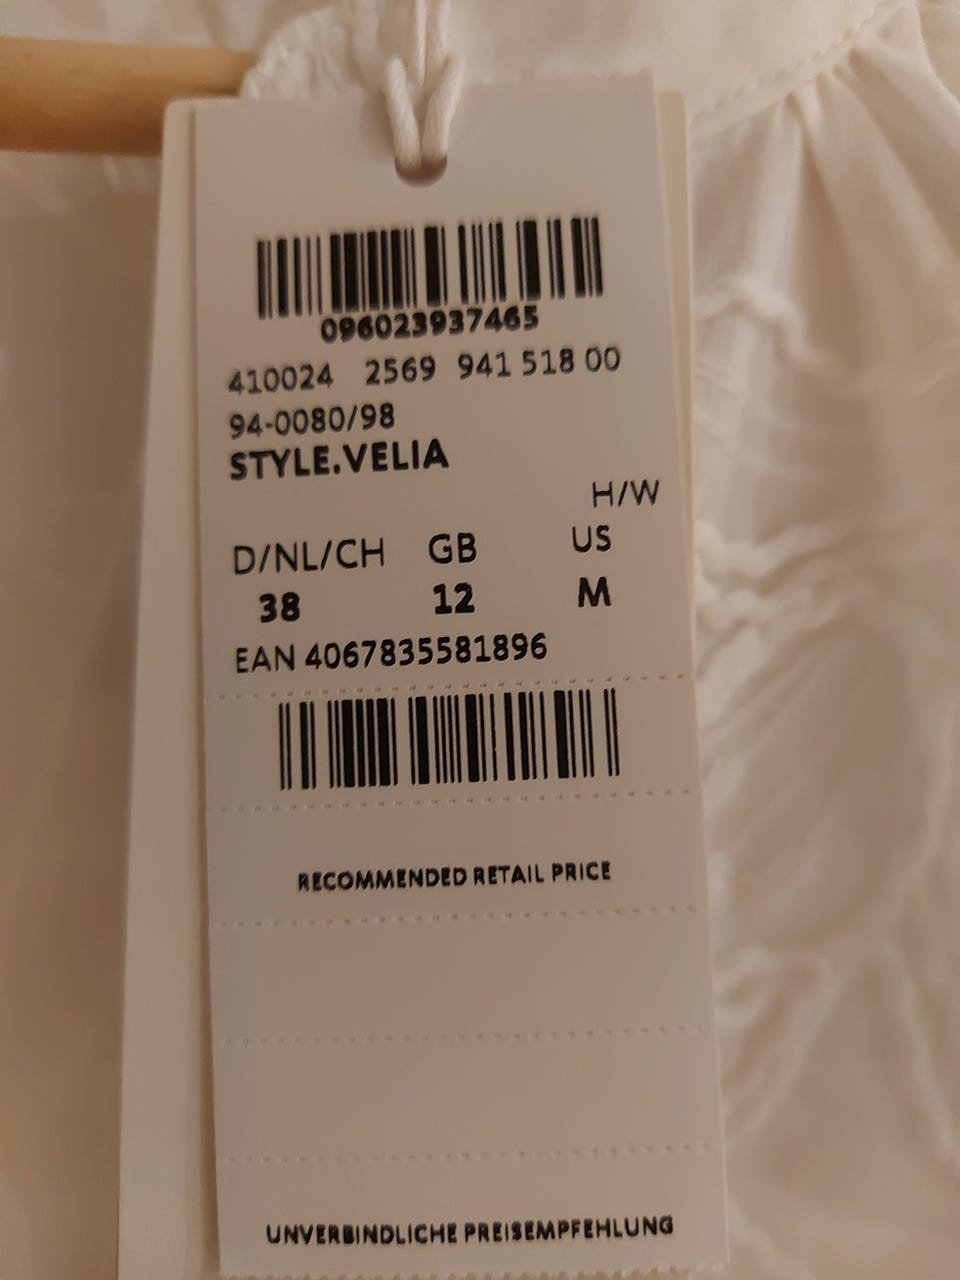 096023937465
410024 2569 941 518 00
94-0080/98
STYLE.VELIA
H/W
D/NL/CH GB US
38 12 M
EAN 4067835581896
RECOMMENDED RETAIL PRICE
UNVERBINDLICHE PREISEMPFEHLUNG